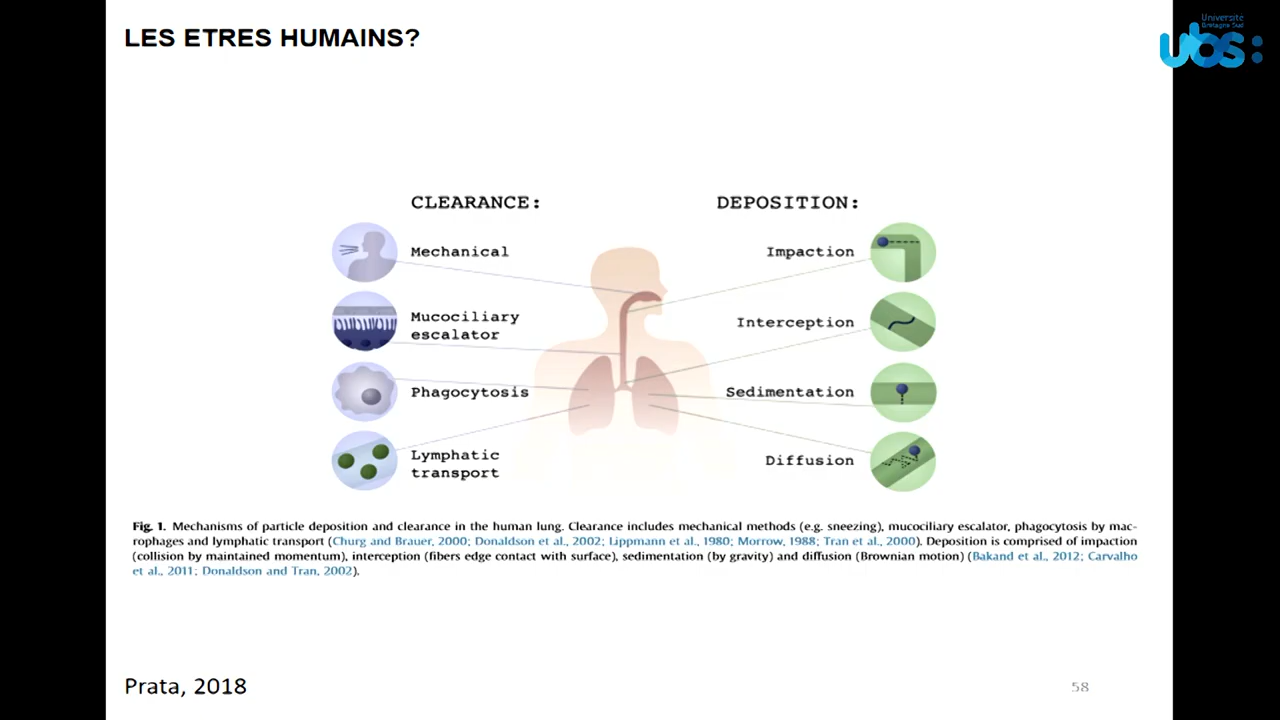 LES ETRES HUMAINS?
Université
Bretagne Sud
ubs:
CLEARANCE:
Mechanical
Mucociliary
escalator
Phagocytosis
Lymphatic
transport
DEPOSITION:
Impaction
Interception
Sedimentation
Diffusion
Fig. 1. Mechanisms of particle deposition and clearance in the human lung. Clearance includes mechanical methods (e.g. sneezing), mucociliary escalator, phagocytosis by mac-
rophages and lymphatic transport (Churg and Brauer, 2000; Donaldson et al., 2002; Lippmann et al., 1980; Morrow, 1988; Tran et al., 2000). Deposition is comprised of impaction
(collision by maintained momentum), interception (fibers edge contact with surface), sedimentation (by gravity) and diffusion (Brownian motion) (Bakand et al., 2012; Carvalho
et al., 2011; Donaldson and Tran, 2002).
Prata, 2018
58